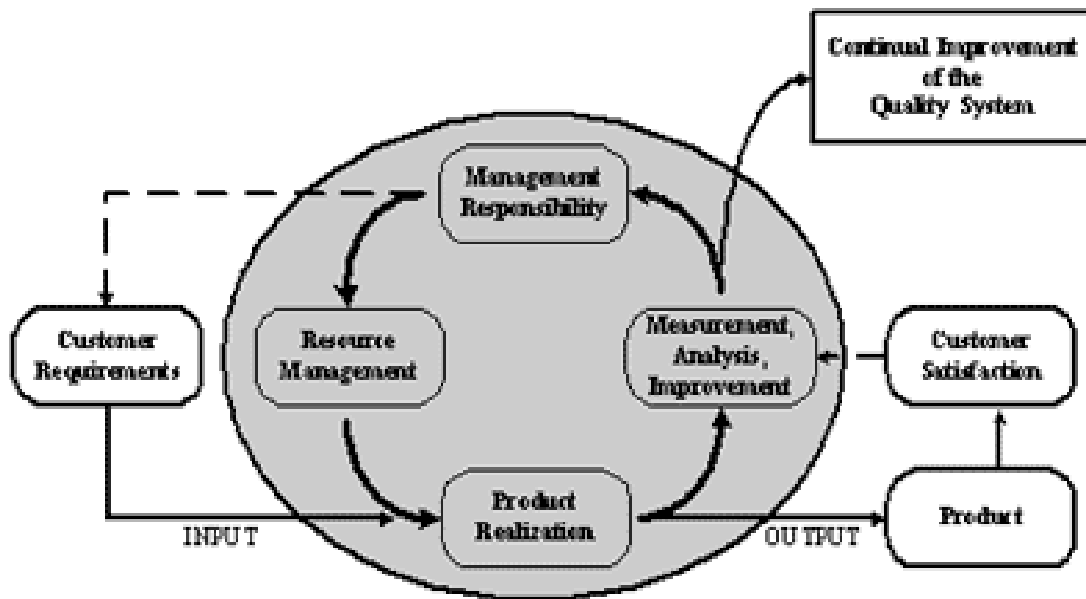 Continual Improvement
of the
Quality System
Management
Responsibility
Customer
Requirements
Resource
Management
Measurement,
Analysis,
Improvement
Customer
Satisfaction
Product
Realization
Product
INPUT
OUTPUT